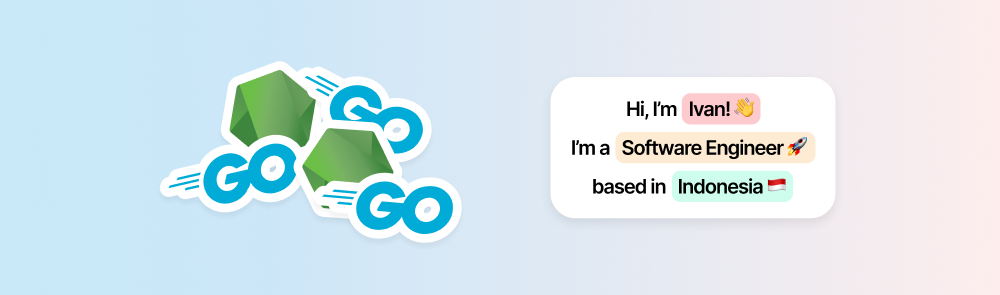 GO
GO
GO
Hi, I’m Ivan! 👋
I’m a Software Engineer 🚀
based in Indonesia 🇮🇩